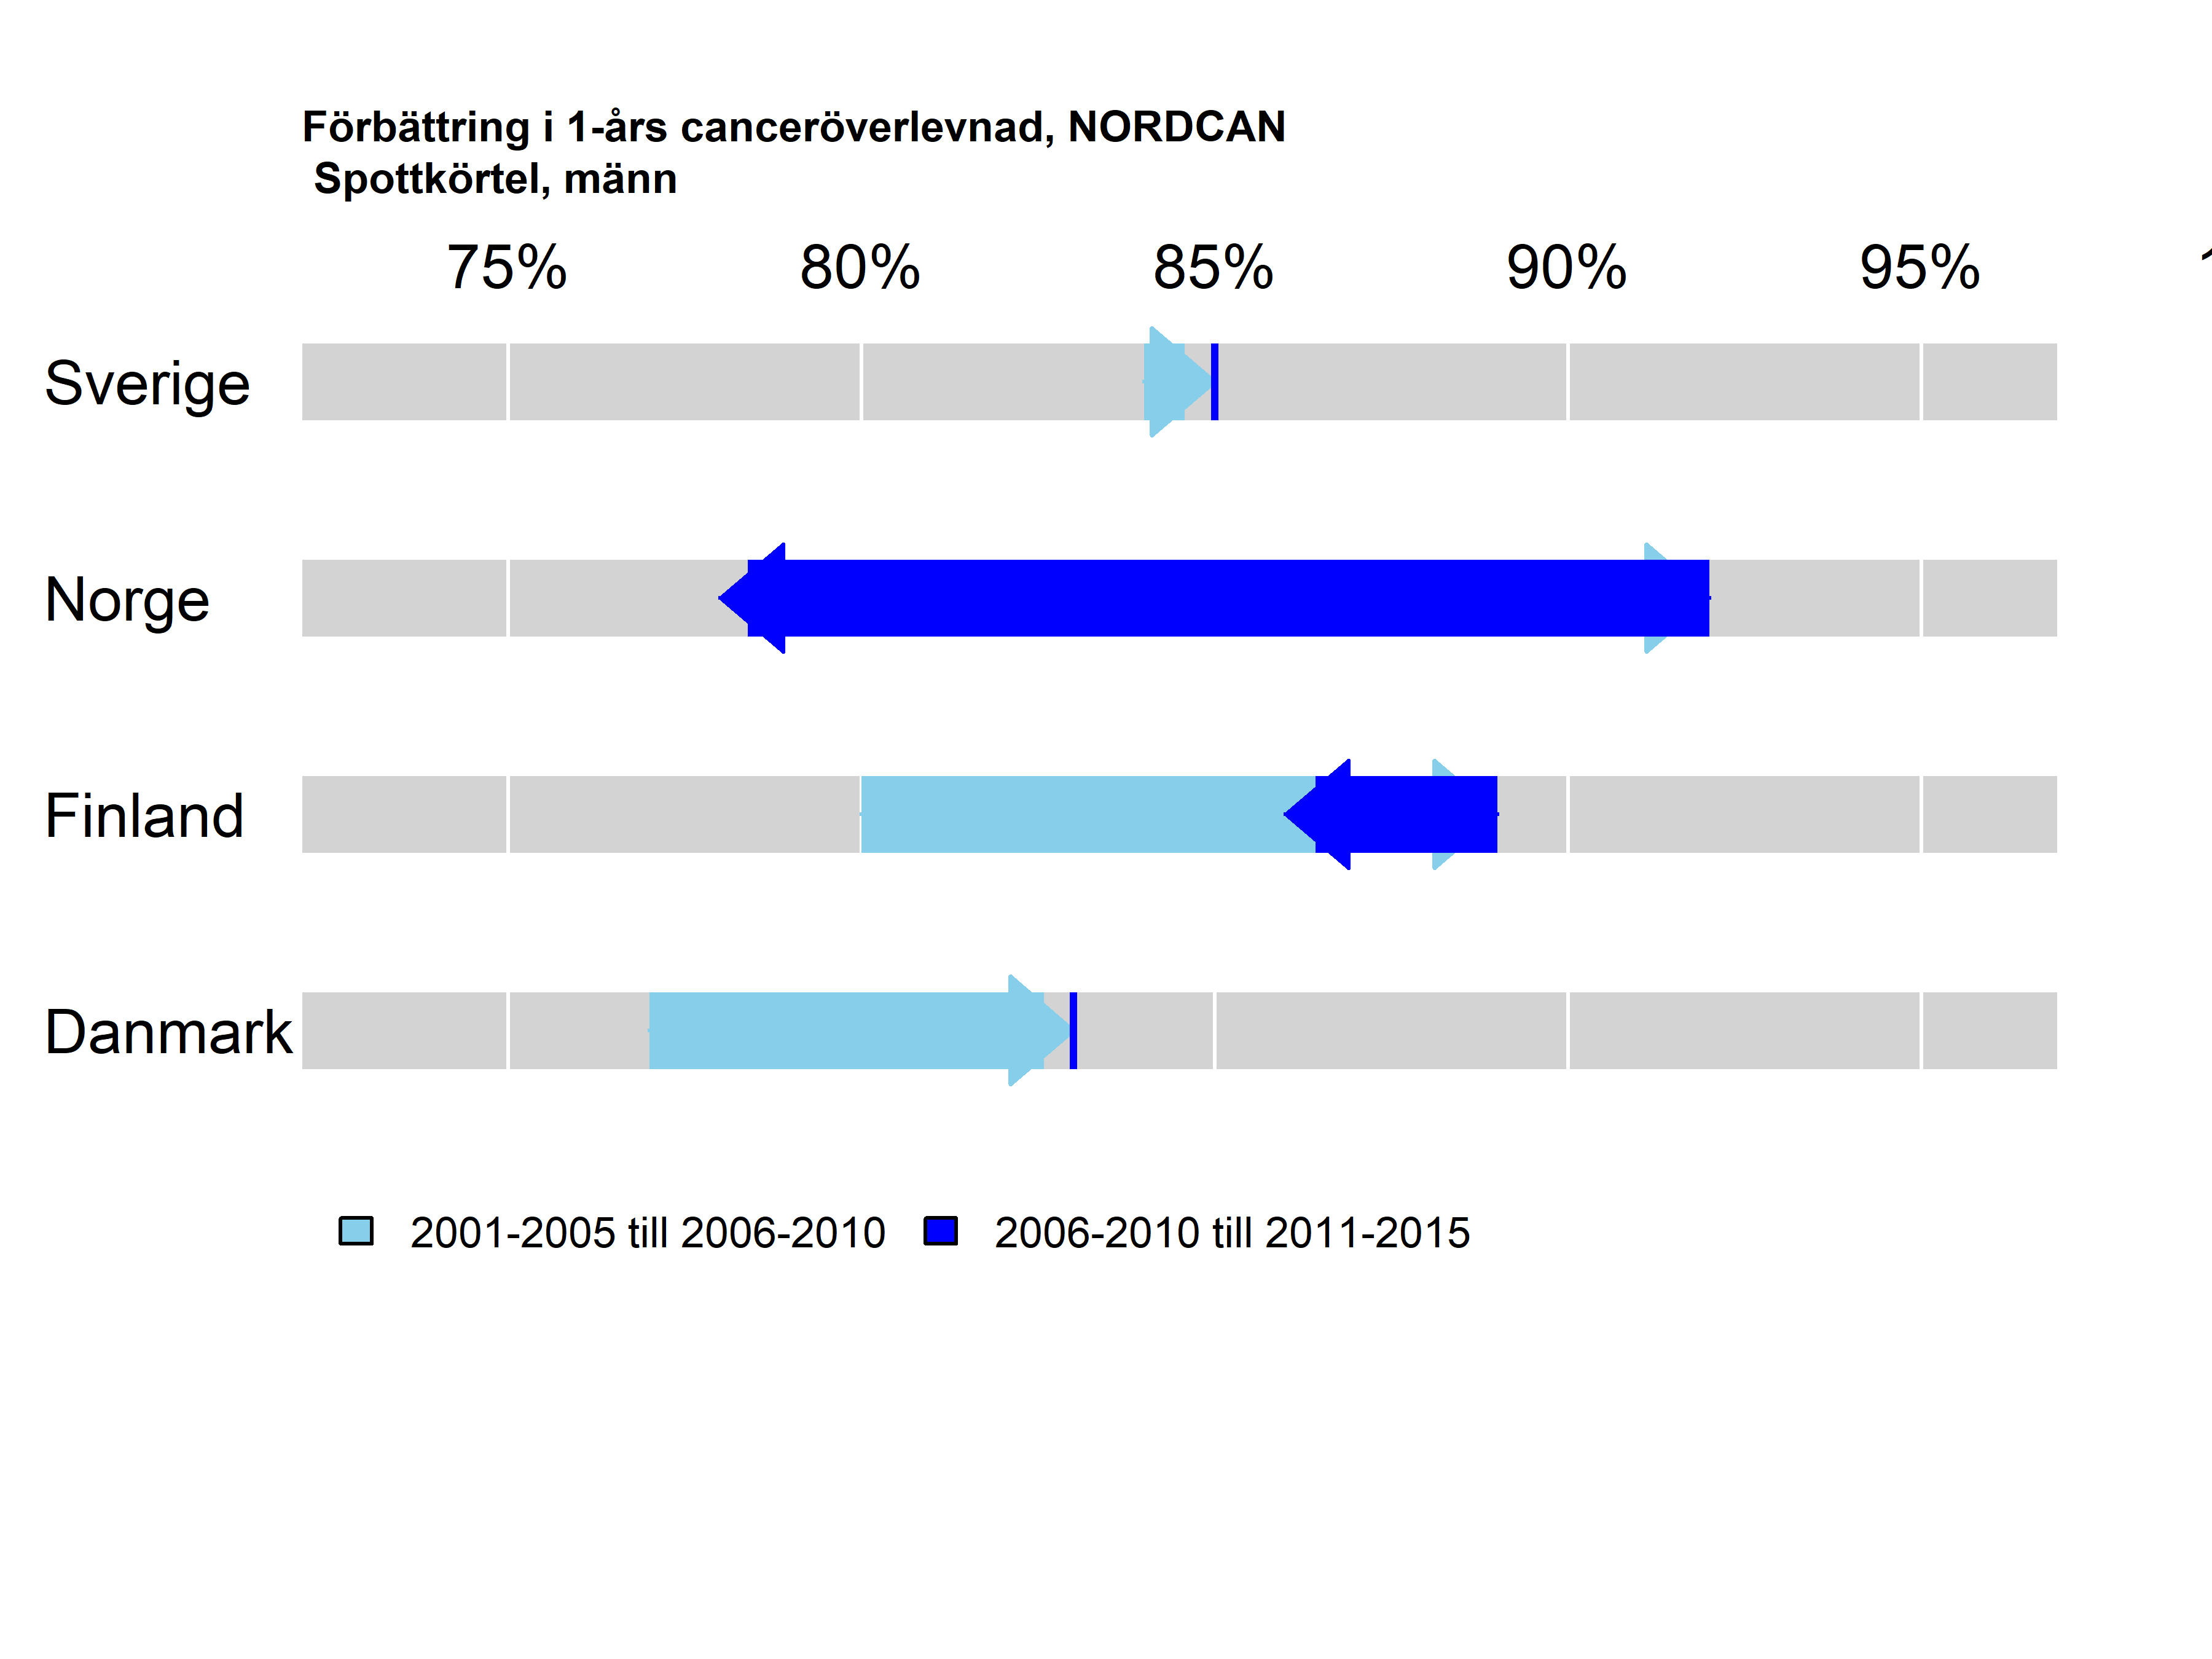 Förbättring i 1-års canceröverlevnad, NORDCAN
Spottkörtel, männ
75% 80% 85% 90% 95%
Sverige
Norge
Finland
Danmark
2001-2005 till 2006-2010 2006-2010 till 2011-2015